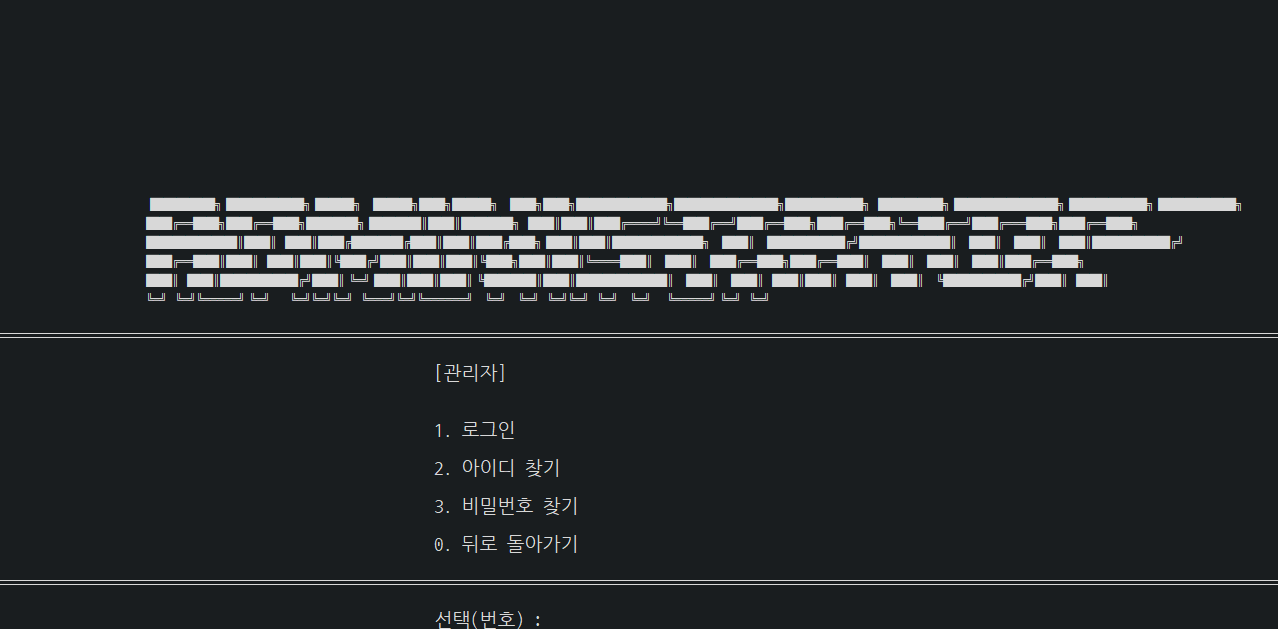 [관리자]
1. 로그인
2. 아이디 찾기
3. 비밀번호 찾기
0. 뒤로 돌아가기
선택(번호) :